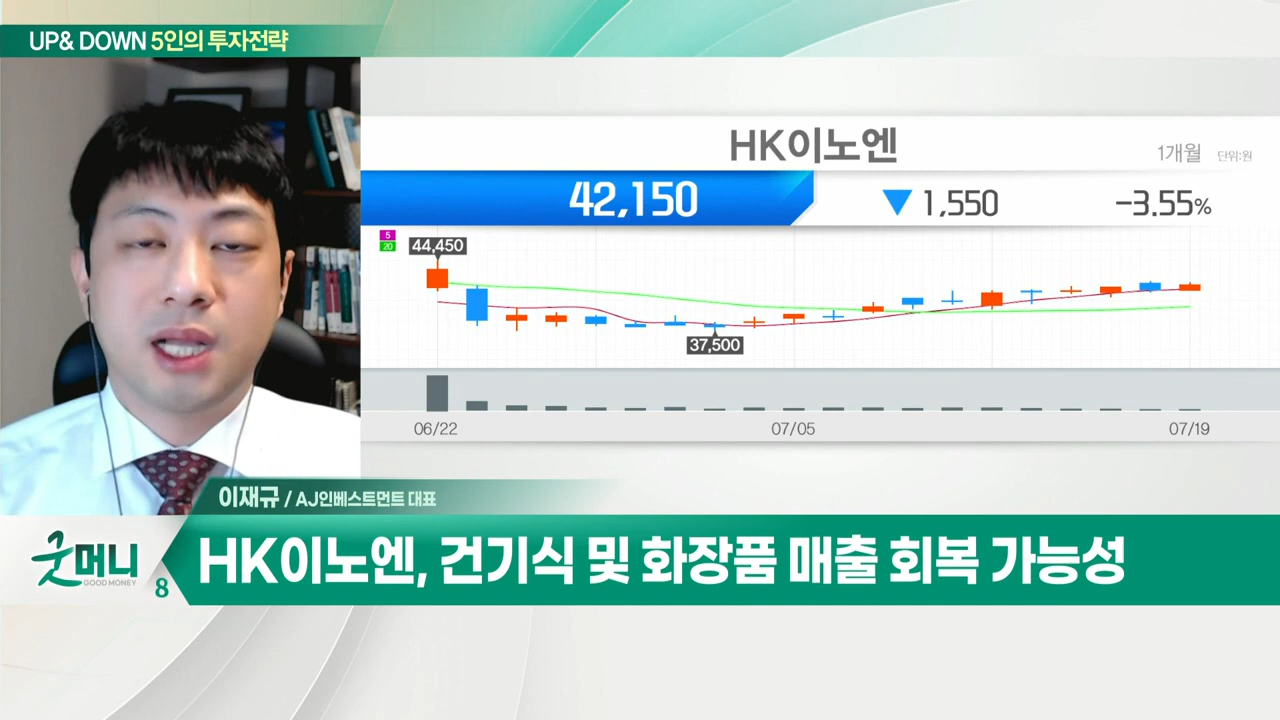 UP& DOWN 5인의 투자전략
HK이노엔
1개월 단위:원
42,150 ▼ 1,550 -3.55%
5
20
44,450
37,500
06/22 07/05 07/19
이재규 / AJ인베스트먼트 대표
굿머니
GOOD MONEY
8
HK이노엔, 건기식 및 화장품 매출 회복 가능성